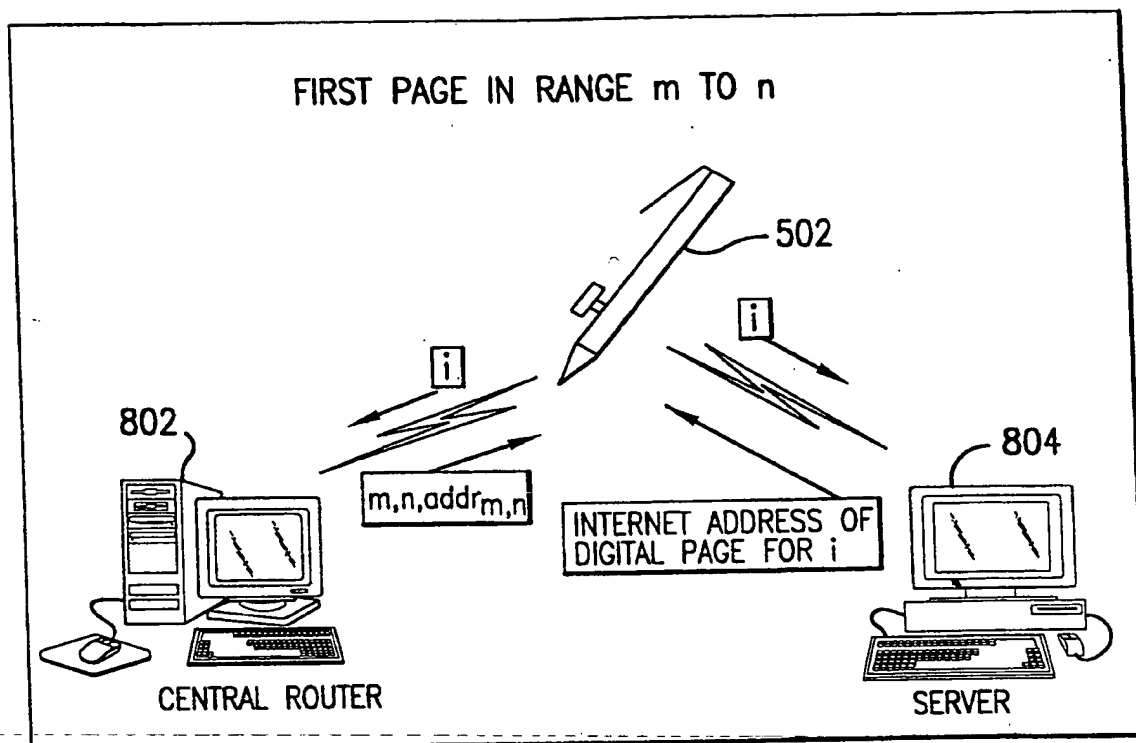 FIRST PAGE IN RANGE m TO n
502
i
i
802
804
m,n,addrm,n
INTERNET ADDRESS OF
DIGITAL PAGE FOR i
CENTRAL ROUTER
SERVER